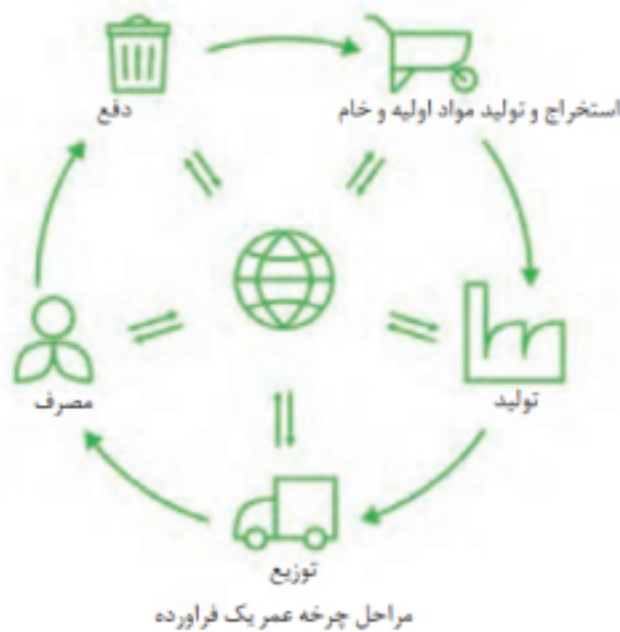 دفع
استخراج و تولید مواد اولیه و خام
مصرف
تولید
توزیع
مراحل چرخه عمر یک فراورده